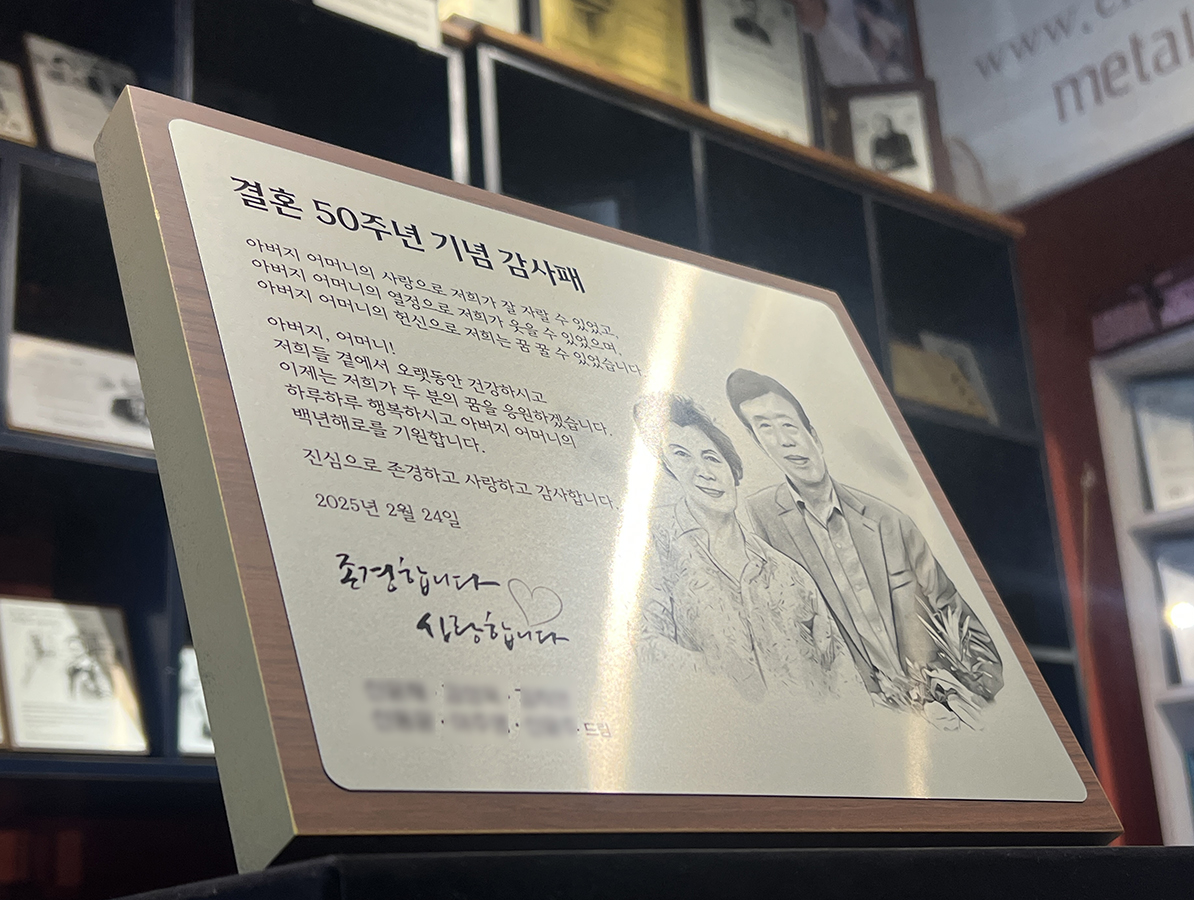 www.
metal
결혼 50주년 기념 감사패
아버지 어머니의 사랑으로 저희가 잘 자랄 수 있었고,
아버지 어머니의 열정으로 저희가 웃을 수 있었으며,
아버지 어머니의 헌신으로 저희는 꿈 꿀 수 있었습니다.
아버지, 어머니!
저희들 곁에서 오랫동안 건강하시고
이제는 저희가 두 분의 꿈을 응원하겠습니다.
하루하루 행복하시고 아버지 어머니의
백년해로를 기원합니다.
진심으로 존경하고 사랑하고 감사합니다.
2025년 2월 24일
존경합니다
사랑합니다
드림